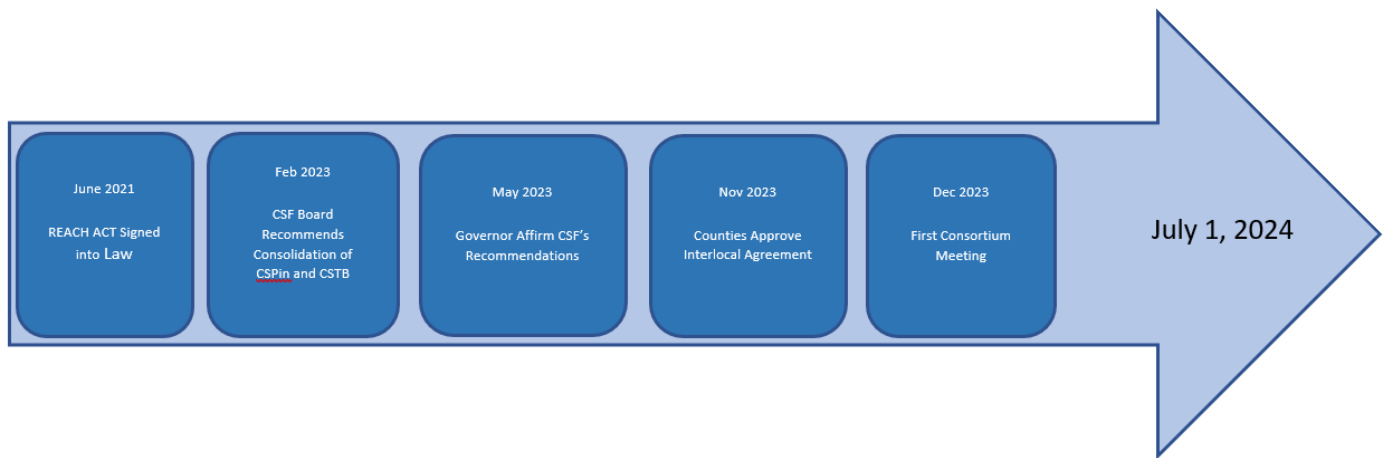 June 2021
REACH ACT Signed
into Law
Feb 2023
CSF Board
Recommends
Consolidation of
CSPin and CSTB
May 2023
Governor Affirm CSF’s
Recommendations
Nov 2023
Counties Approve
Interlocal Agreement
Dec 2023
First Consortium
Meeting
July 1, 2024